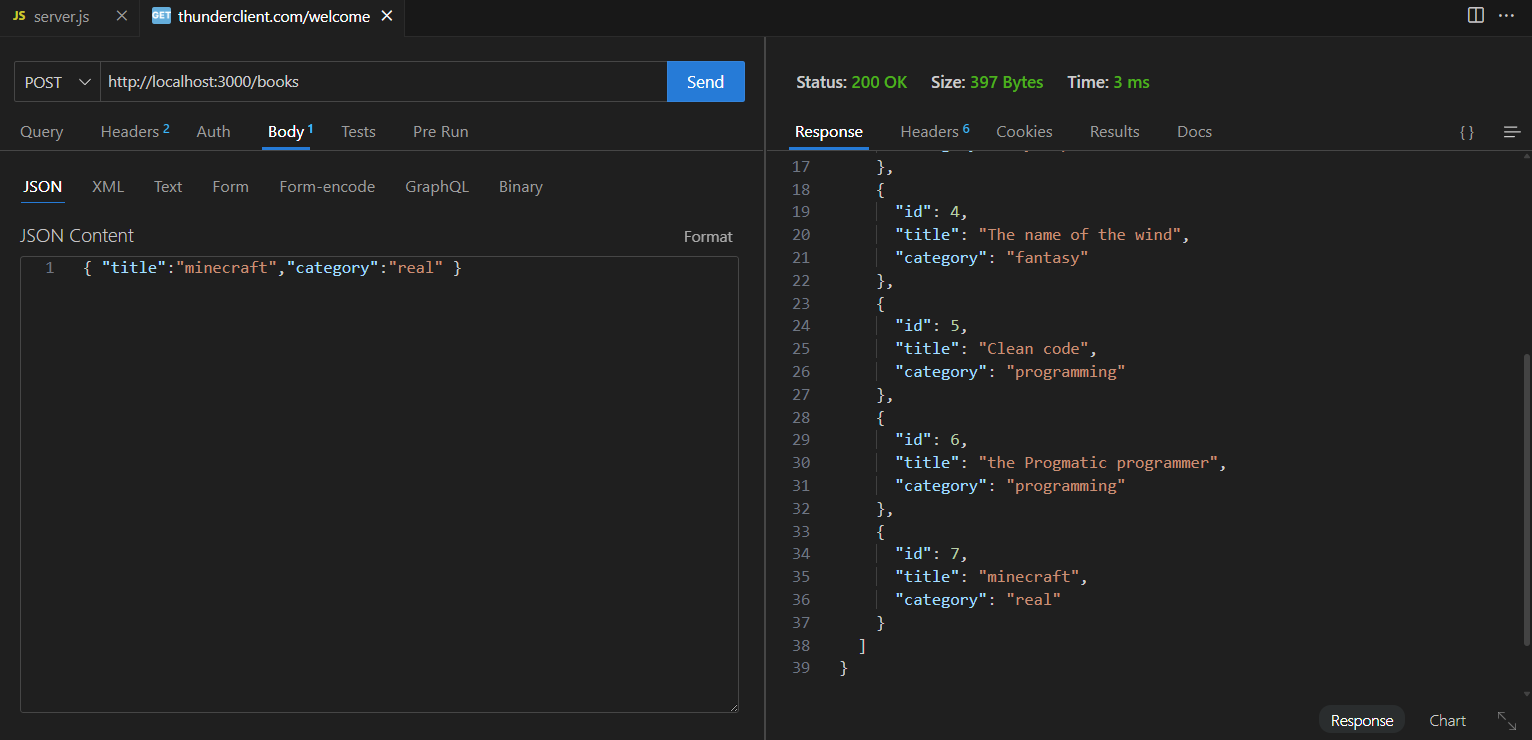 JS server.js
GET thunderclient.com/welcome
POST http://localhost:3000/books Send
Query Headers 2 Auth Body 1 Tests Pre Run
JSON XML Text Form Form-encode GraphQL Binary
JSON Content Format
1 { "title":"minecraft","category":"real" }
Status: 200 OK Size: 397 Bytes Time: 3 ms
Response Headers 6 Cookies Results Docs { }
17 },
18 {
19 "id": 4,
20 "title": "The name of the wind",
21 "category": "fantasy"
22 },
23 {
24 "id": 5,
25 "title": "Clean code",
26 "category": "programming"
27 },
28 {
29 "id": 6,
30 "title": "the Progmatic programmer",
31 "category": "programming"
32 },
33 {
34 "id": 7,
35 "title": "minecraft",
36 "category": "real"
37 }
38 ]
39 }
Response Chart